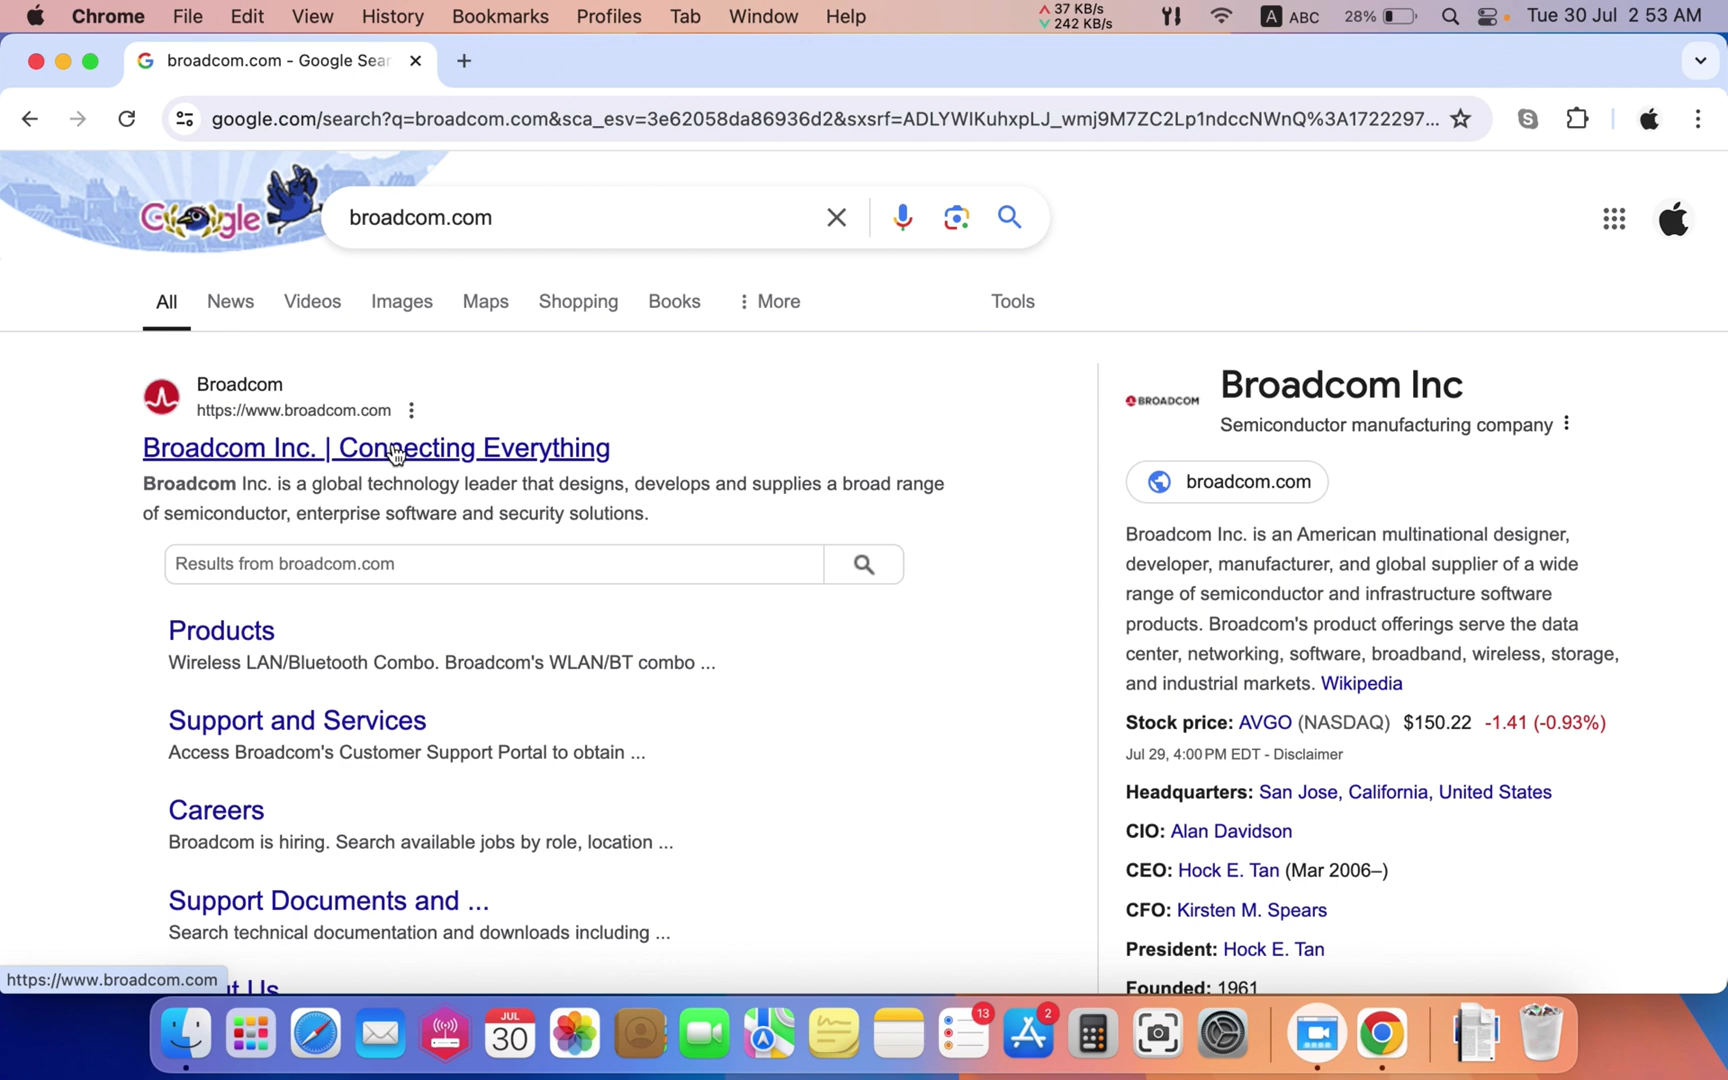 Chrome File Edit View History Bookmarks Profiles Tab Window Help
37 KB/s
242 KB/s
A ABC 28% Tue 30 Jul 2 53 AM
broadcom.com - Google Sear
google.com/search?q=broadcom.com&sca_esv=3e62058da86936d2&sxsrf=ADLYWIKuhxpLJ_wmj9M7ZC2Lp1ndccNWnQ%3A1722297...
Google
broadcom.com
All News Videos Images Maps Shopping Books More Tools
Broadcom
https://www.broadcom.com
Broadcom Inc. | Connecting Everything
Broadcom Inc. is a global technology leader that designs, develops and supplies a broad range
of semiconductor, enterprise software and security solutions.
Results from broadcom.com
Products
Wireless LAN/Bluetooth Combo. Broadcom's WLAN/BT combo ...
Support and Services
Access Broadcom's Customer Support Portal to obtain ...
Careers
Broadcom is hiring. Search available jobs by role, location ...
Support Documents and ...
Search technical documentation and downloads including ...
t Us
https://www.broadcom.com
BROADCOM
Broadcom Inc
Semiconductor manufacturing company
broadcom.com
Broadcom Inc. is an American multinational designer,
developer, manufacturer, and global supplier of a wide
range of semiconductor and infrastructure software
products. Broadcom's product offerings serve the data
center, networking, software, broadband, wireless, storage,
and industrial markets. Wikipedia
Stock price: AVGO (NASDAQ) $150.22 -1.41 (-0.93%)
Jul 29, 4:00 PM EDT - Disclaimer
Headquarters: San Jose, California, United States
CIO: Alan Davidson
CEO: Hock E. Tan (Mar 2006–)
CFO: Kirsten M. Spears
President: Hock E. Tan
Founded: 1961
JUL
30
13
2